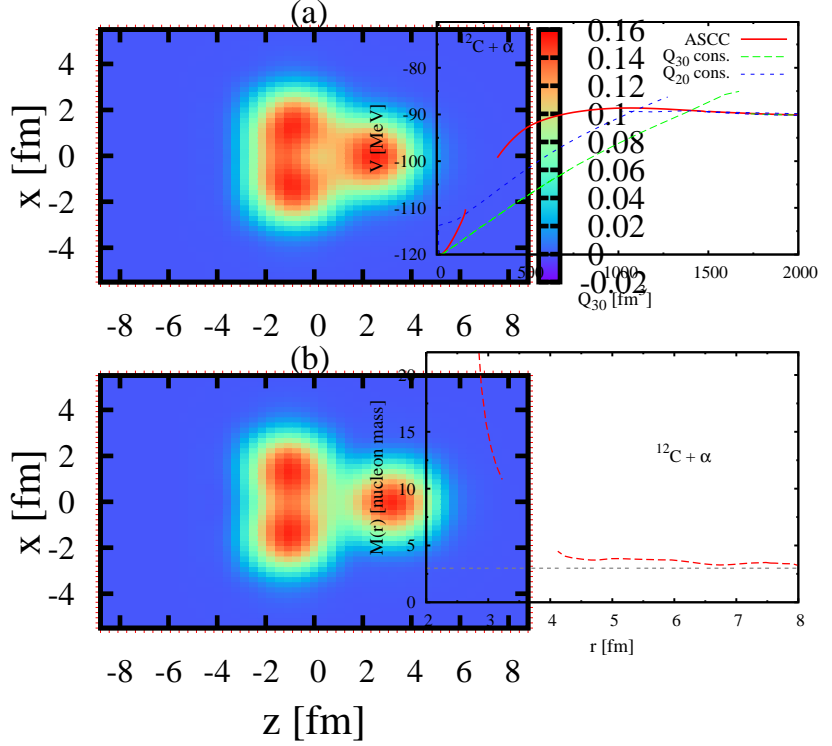 (a)
x [fm]
4
2
0
-2
-4
-8 -6 -4 -2 0 2 4 6 8
0.16
0.14
0.12
0.1
0.08
0.06
0.04
0.02
0
-0.02
V [MeV]
-75
-80
-90
-100
-110
-120
0 500 1000 1500 2000
Q30 [fm3]
12C + α
ASCC
Q30 cons.
Q20 cons.
(b)
x [fm]
4
2
0
-2
-4
-8 -6 -4 -2 0 2 4 6 8
z [fm]
M(r) [nucleon mass]
20
15
10
5
0
2 3 4 5 6 7 8
r [fm]
12C + α